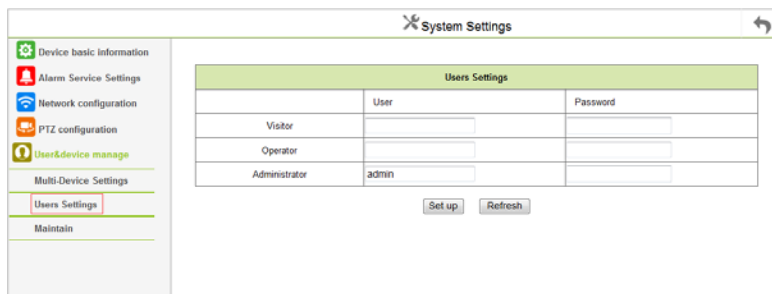 System Settings
Device basic information
Alarm Service Settings
Network configuration
PTZ configuration
User&device manage
Multi-Device Settings
Users Settings
Maintain
Users Settings
User Password
Visitor
Operator
Administrator admin
Set up Refresh